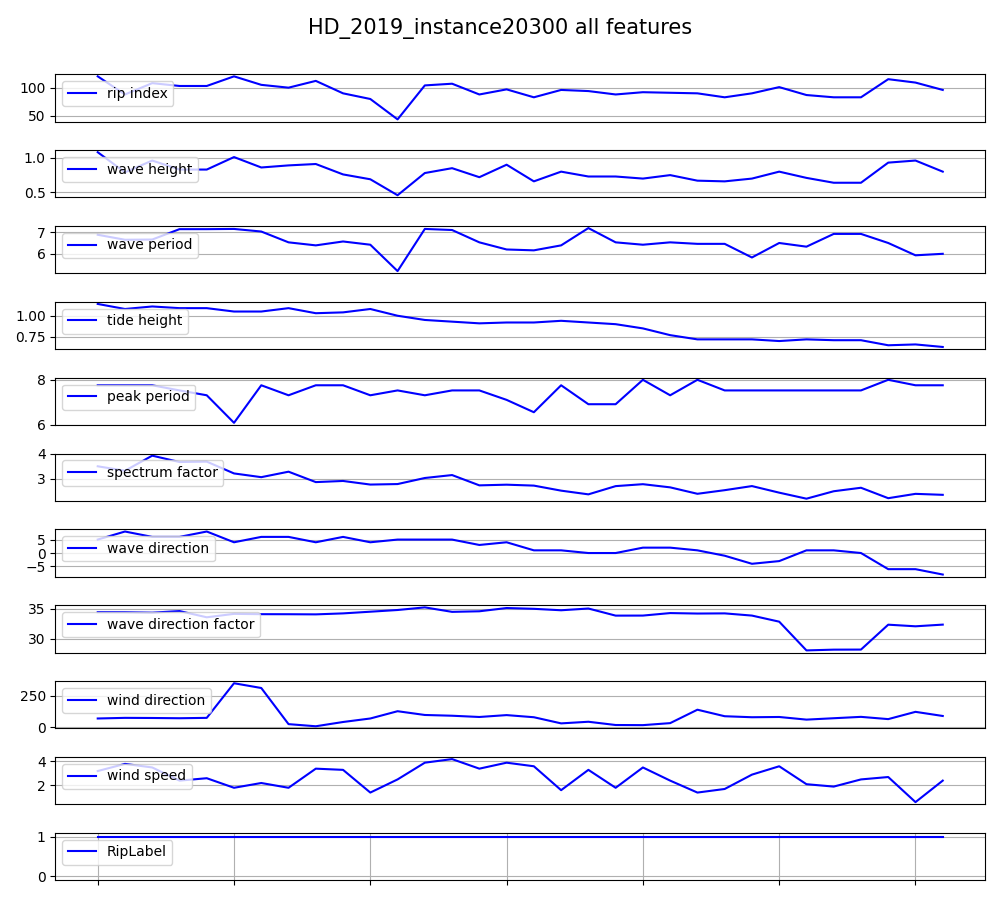 HD_2019_instance20300 all features
100
50
rip index
1.0
0.5
wave height
7
6
wave period
1.00
0.75
tide height
8
6
peak period
4
3
spectrum factor
5
0
−5
wave direction
35
30
wave direction factor
250
0
wind direction
4
2
wind speed
1
0
RipLabel